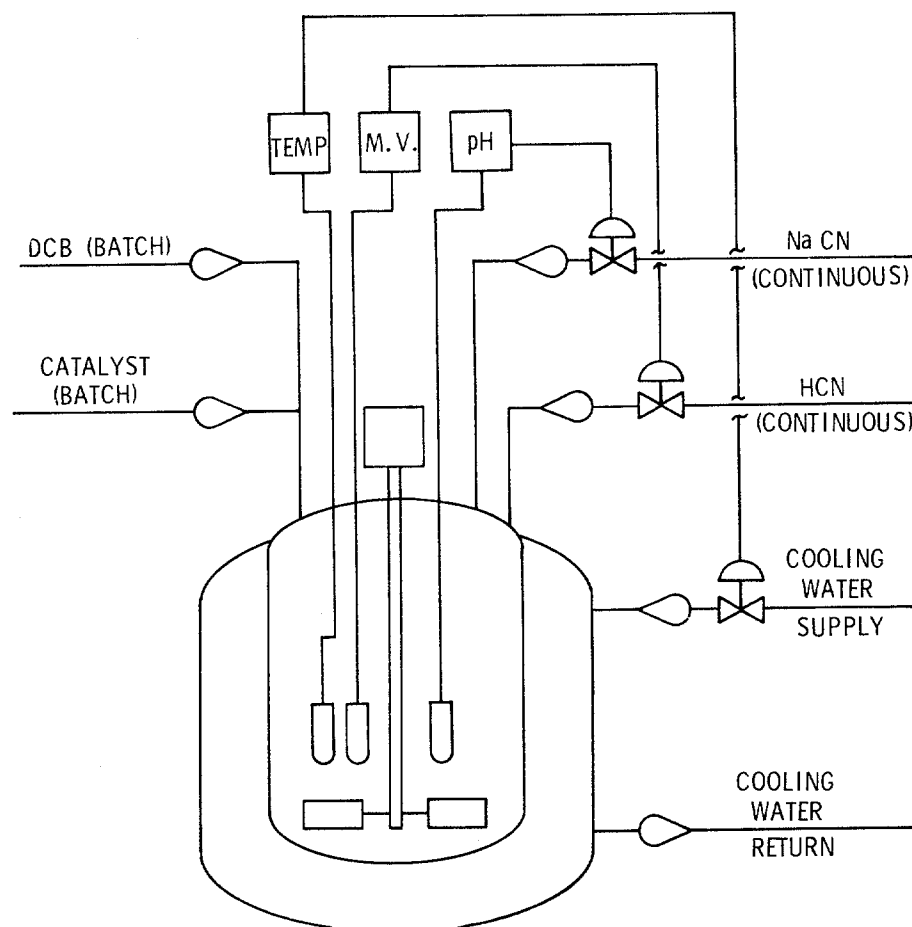 TEMP
M.V.
pH
DCB (BATCH)
Na CN
(CONTINUOUS)
CATALYST
(BATCH)
HCN
(CONTINUOUS)
COOLING
WATER
SUPPLY
COOLING
WATER
RETURN